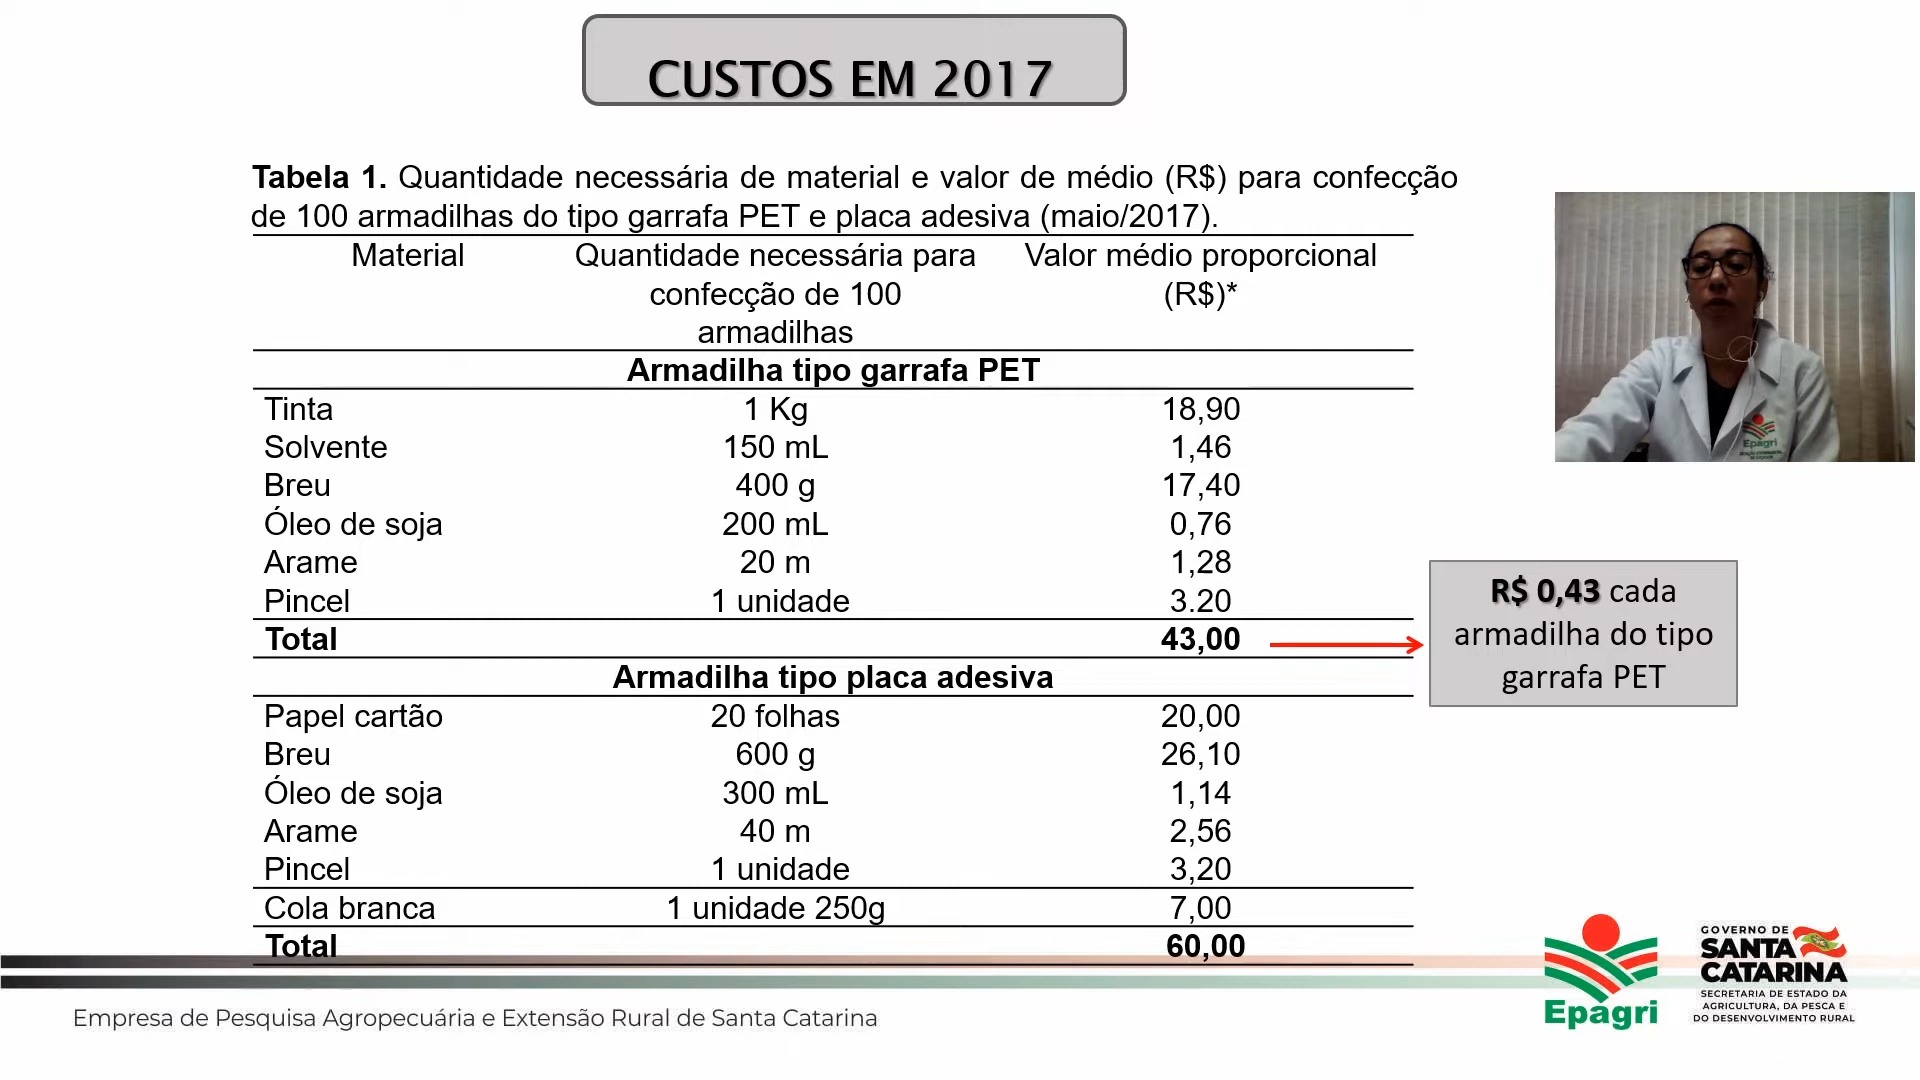 CUSTOS EM 2017
Tabela 1. Quantidade necessária de material e valor de médio (R$) para confecção
de 100 armadilhas do tipo garrafa PET e placa adesiva (maio/2017).
Material Quantidade necessária para confecção de 100 armadilhas Valor médio proporcional (R$)*
Armadilha tipo garrafa PET
Tinta 1 Kg 18,90
Solvente 150 mL 1,46
Breu 400 g 17,40
Óleo de soja 200 mL 0,76
Arame 20 m 1,28
Pincel 1 unidade 3.20
Total 43,00
R$ 0,43 cada
armadilha do tipo
garrafa PET
Armadilha tipo placa adesiva
Papel cartão 20 folhas 20,00
Breu 600 g 26,10
Óleo de soja 300 mL 1,14
Arame 40 m 2,56
Pincel 1 unidade 3,20
Cola branca 1 unidade 250g 7,00
Total 60,00
Empresa de Pesquisa Agropecuária e Extensão Rural de Santa Catarina
Epagri
GOVERNO DE
SANTA
CATARINA
SECRETARIA DE ESTADO DA
AGRICULTURA, DA PESCA E
DO DESENVOLVIMENTO RURAL
Epagri